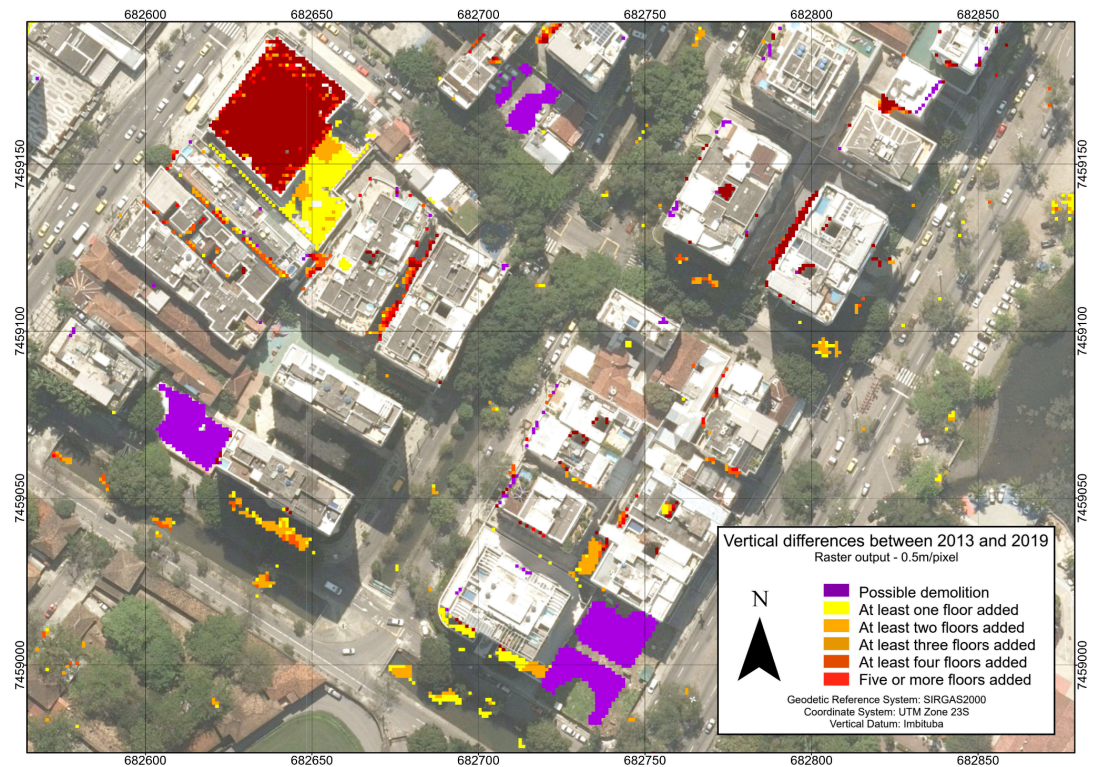 682600 682650 682700 682750 682800 682850
7459150 7459150
7459100 7459100
7459050 7459050
7459000 7459000
Vertical differences between 2013 and 2019
Raster output - 0.5m/pixel
N
Possible demolition
At least one floor added
At least two floors added
At least three floors added
At least four floors added
Five or more floors added
Geodetic Reference System: SIRGAS2000
Coordinate System: UTM Zone 23S
Vertical Datum: Imbituba
682600 682650 682700 682750 682800 682850